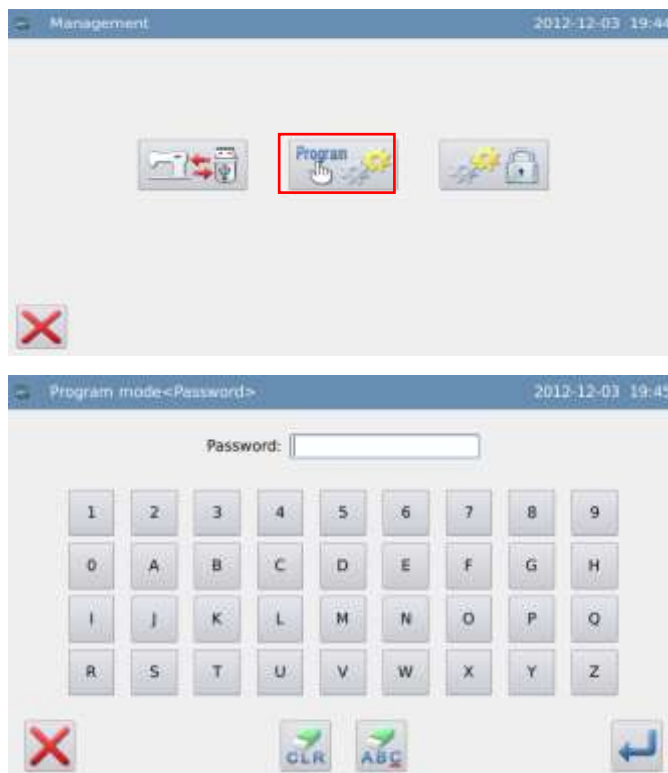 Management 2012-12-03 19:44
Program
Program mode<Password> 2012-12-03 19:45
Password:
1 2 3 4 5 6 7 8 9
0 A B C D E F G H
I J K L M N O P Q
R S T U V W X Y Z
CLR ABC